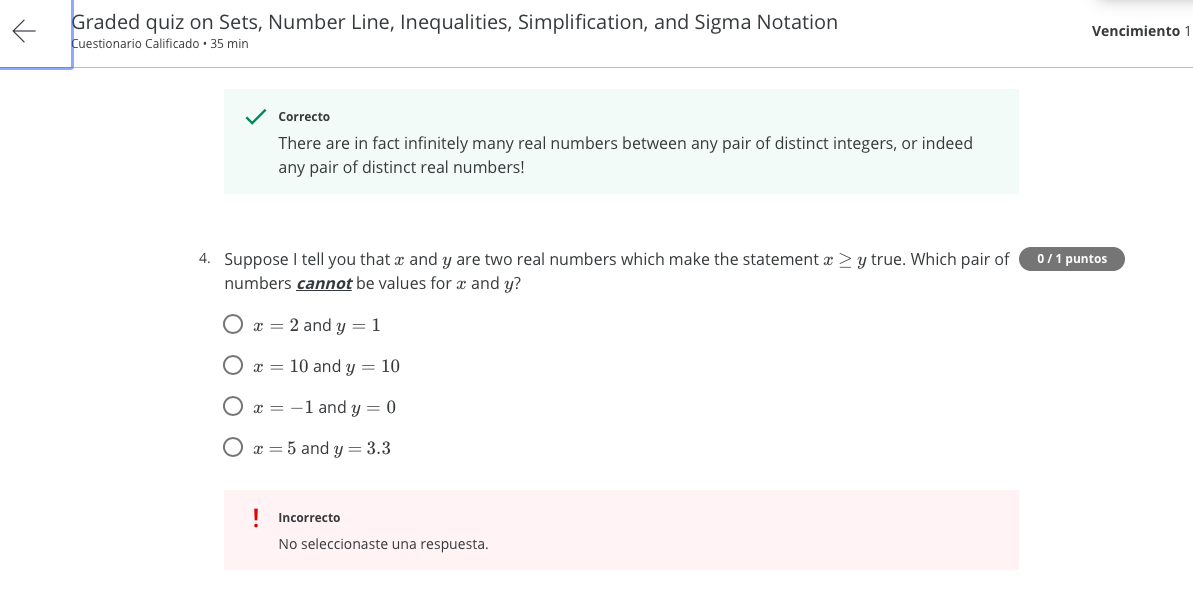 Graded quiz on Sets, Number Line, Inequalities, Simplification, and Sigma Notation
Cuestionario Calificado • 35 min
Vencimiento 1
Correcto
There are in fact infinitely many real numbers between any pair of distinct integers, or indeed
any pair of distinct real numbers!
4. Suppose I tell you that x and y are two real numbers which make the statement x ≥ y true. Which pair of
numbers cannot be values for x and y?
0 / 1 puntos
x = 2 and y = 1
x = 10 and y = 10
x = −1 and y = 0
x = 5 and y = 3.3
! Incorrecto
No seleccionaste una respuesta.